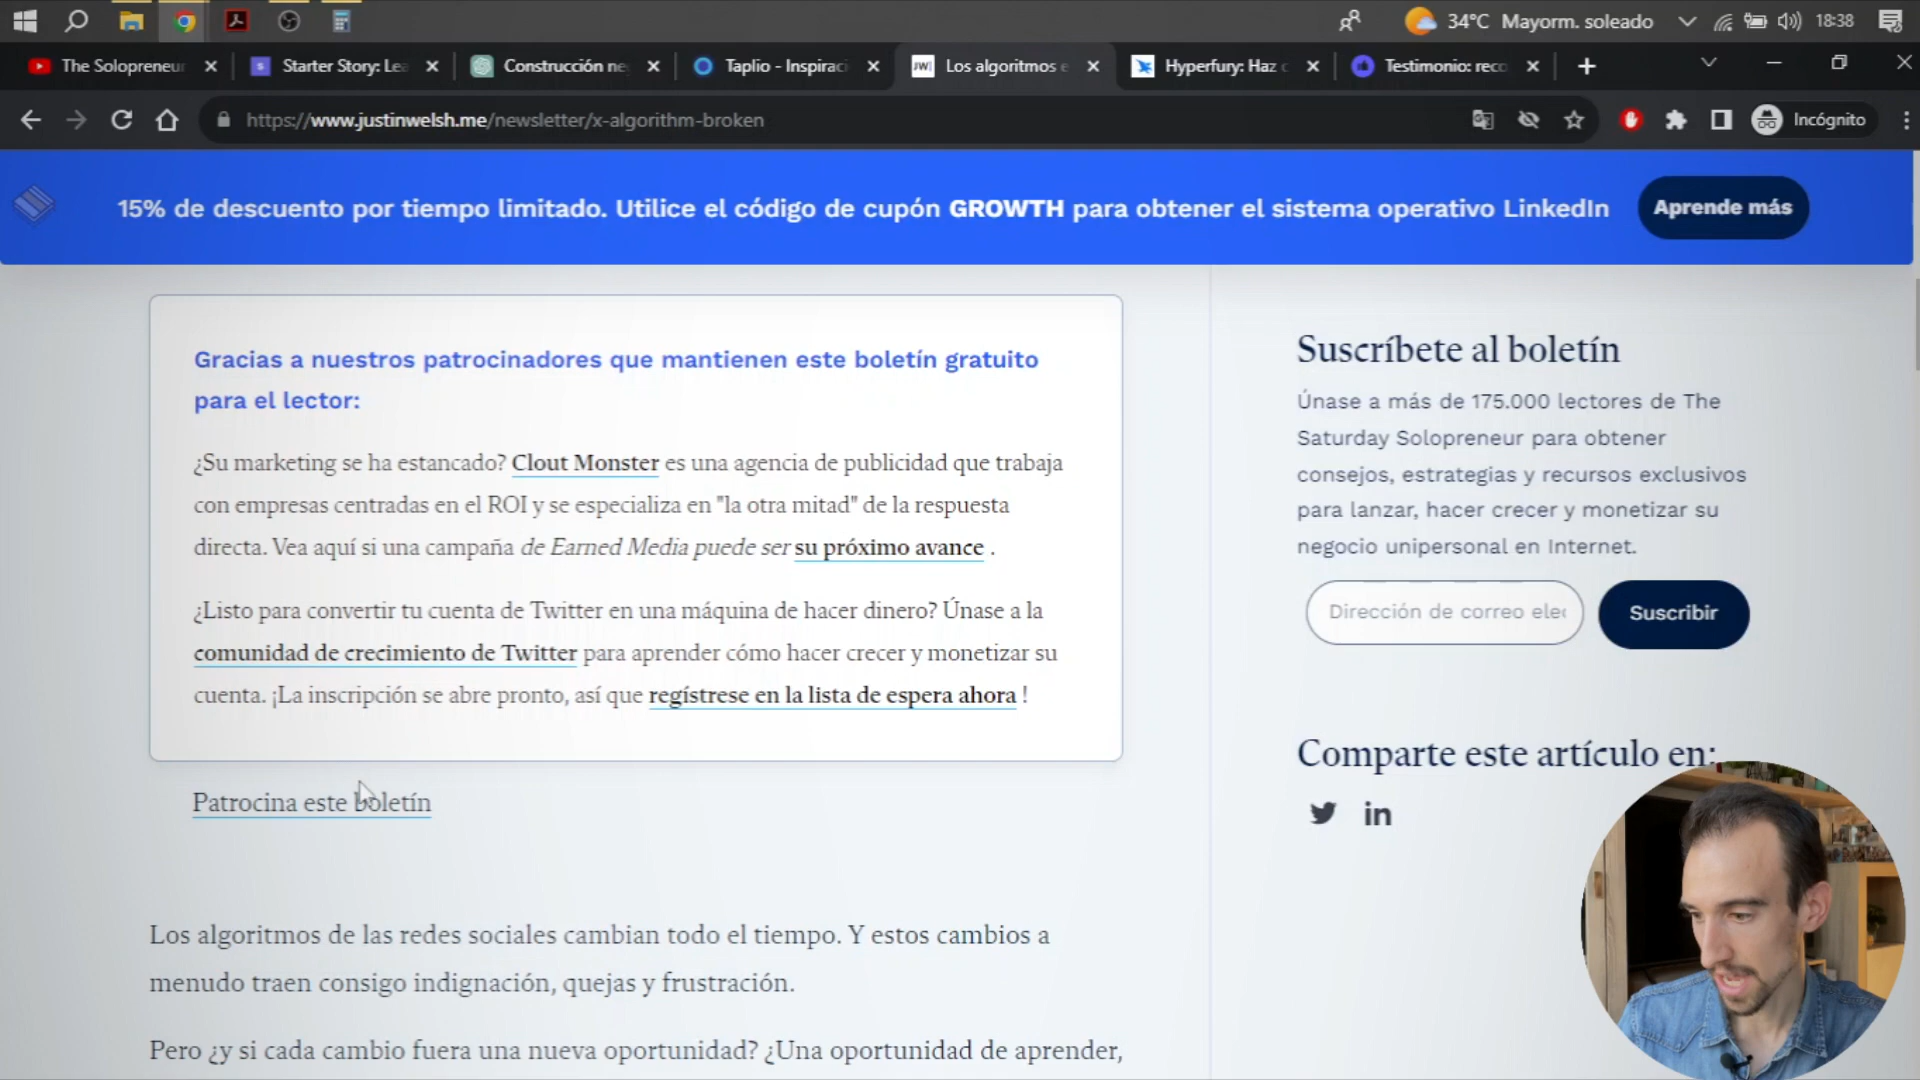 34°C Mayorm. soleado
18:38
The Solopreneur
Starter Story: Lea
Construcción ne
Taplio - Inspiraci
Los algoritmos e
Hyperfury: Haz c
Testimonio: reco
https://www.justinwelsh.me/newsletter/x-algorithm-broken
Incógnito
15% de descuento por tiempo limitado. Utilice el código de cupón GROWTH para obtener el sistema operativo LinkedIn
Aprende más
Gracias a nuestros patrocinadores que mantienen este boletín gratuito
para el lector:
¿Su marketing se ha estancado? Clout Monster es una agencia de publicidad que trabaja
con empresas centradas en el ROI y se especializa en "la otra mitad" de la respuesta
directa. Vea aquí si una campaña de Earned Media puede ser su próximo avance .
¿Listo para convertir tu cuenta de Twitter en una máquina de hacer dinero? Únase a la
comunidad de crecimiento de Twitter para aprender cómo hacer crecer y monetizar su
cuenta. ¡La inscripción se abre pronto, así que regístrese en la lista de espera ahora !
Patrocina este boletín
Los algoritmos de las redes sociales cambian todo el tiempo. Y estos cambios a
menudo traen consigo indignación, quejas y frustración.
Pero ¿y si cada cambio fuera una nueva oportunidad? ¿Una oportunidad de aprender,
Suscríbete al boletín
Únase a más de 175.000 lectores de The
Saturday Solopreneur para obtener
consejos, estrategias y recursos exclusivos
para lanzar, hacer crecer y monetizar su
negocio unipersonal en Internet.
Dirección de correo elec
Suscribir
Comparte este artículo en: